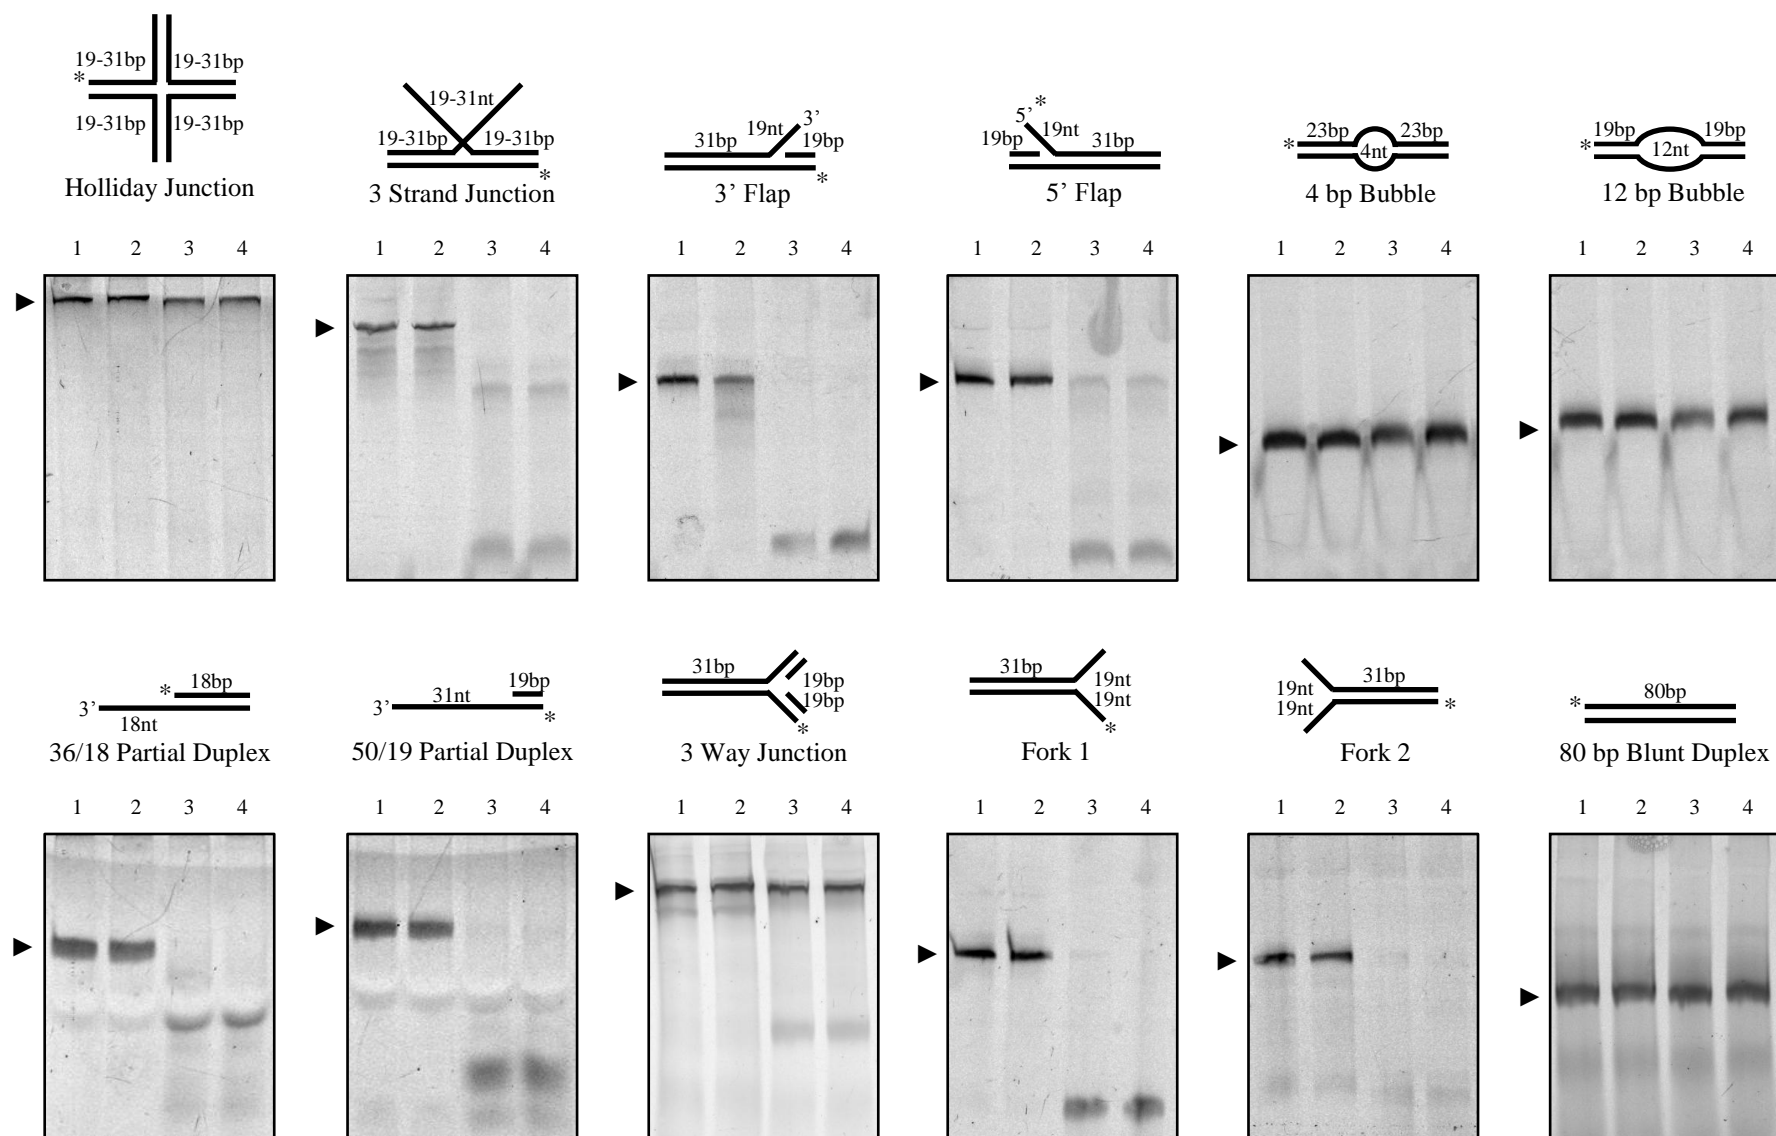 19-31bp 19-31bp
*
19-31bp 19-31bp
Holliday Junction
19-31nt
19-31bp 19-31bp
*
3 Strand Junction
3’
19nt
31bp 19bp
*
3’ Flap
5’ *
19bp 19nt 31bp
5’ Flap
23bp 23bp
*
4nt
4 bp Bubble
19bp 19bp
*
12nt
12 bp Bubble
1 2 3 4
1 2 3 4
1 2 3 4
1 2 3 4
1 2 3 4
1 2 3 4
18bp
*
3’
18nt
36/18 Partial Duplex
19bp
31nt
3’
*
50/19 Partial Duplex
31bp
19bp
19bp
*
3 Way Junction
31bp
19nt
19nt
*
Fork 1
31bp
19nt
19nt
*
Fork 2
80bp
*
80 bp Blunt Duplex
1 2 3 4
1 2 3 4
1 2 3 4
1 2 3 4
1 2 3 4
1 2 3 4